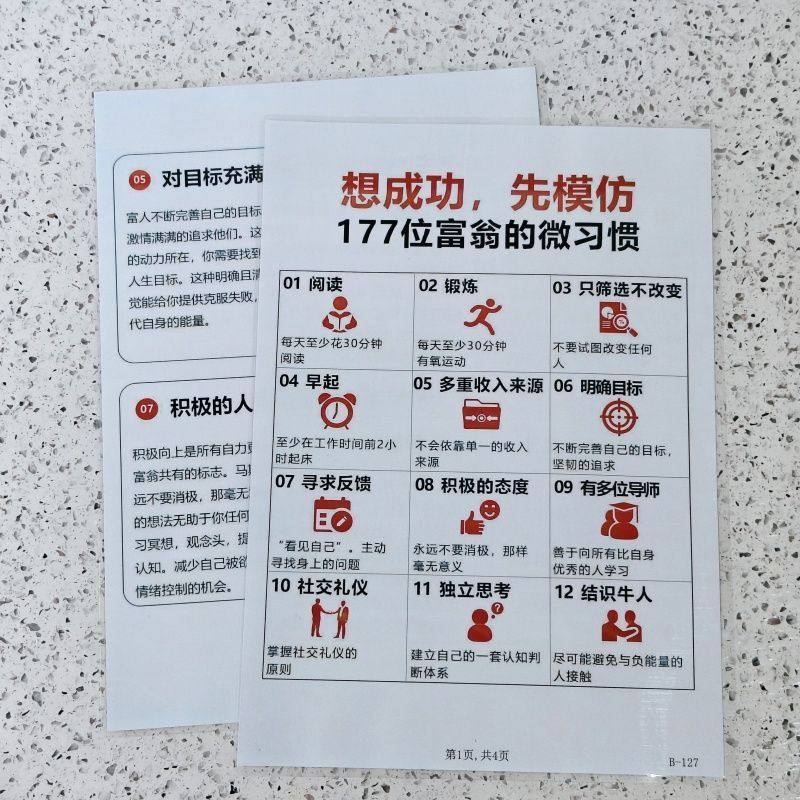 05 对目标充满
富人不断完善自己的目标
激情满满的追求他们。这
的动力所在，你需要找到
人生目标。这种明确且清
觉能给你提供克服失败，
代自身的能量。
07 积极的人
积极向上是所有自力更
富翁共有的标志。马斯
远不要消极，那毫无
的想法无助于你任何
习冥想，观念头，提
认知。减少自己被欲
情绪控制的机会。
想成功，先模仿
177位富翁的微习惯
01 阅读
每天至少花30分钟
阅读
02 锻炼
每天至少30分钟
有氧运动
03 只筛选不改变
不要试图改变任何
人
04 早起
至少在工作时间前2小
时起床
05 多重收入来源
不会依靠单一的收入
来源
06 明确目标
不断完善自己的目标，
坚韧的追求
07 寻求反馈
“看见自己”。主动
寻找身上的问题
08 积极的态度
永远不要消极，那样
毫无意义
09 有多位导师
善于向所有比自身
优秀的人学习
10 社交礼仪
掌握社交礼仪的
原则
11 独立思考
建立自己的一套认知判
断体系
12 结识牛人
尽可能避免与负能量的
人接触
第1页,共4页
B-127